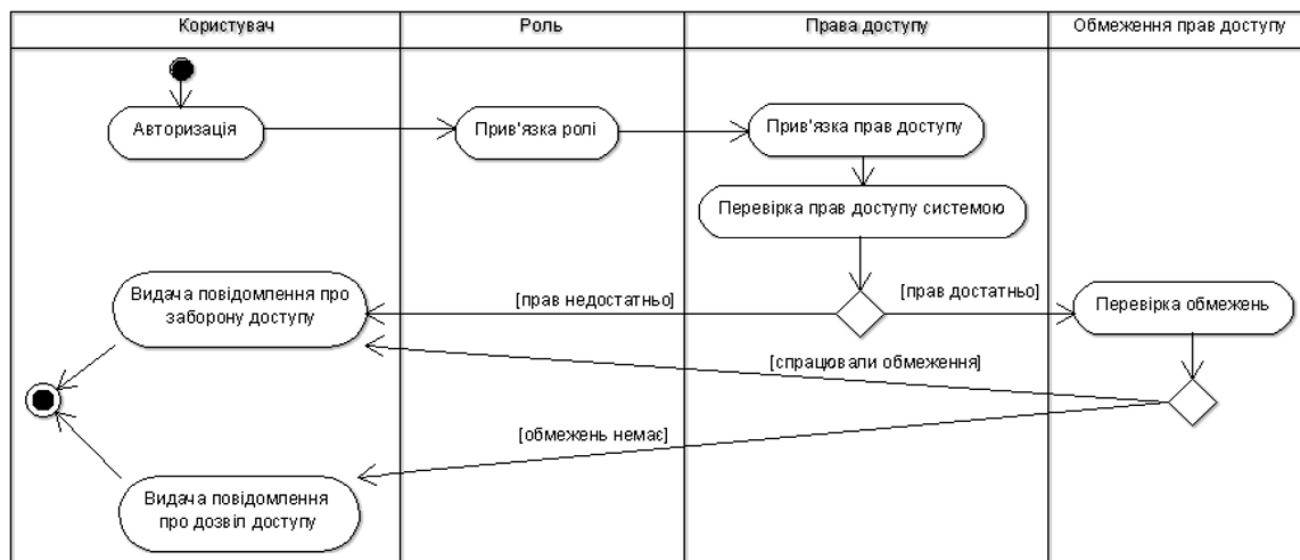 Користувач
Роль
Права доступу
Обмеження прав доступу
Авторизація
Прив'язка ролі
Прив'язка прав доступу
Перевірка прав доступу системою
Видача повідомлення про
заборону доступу
[прав недостатньо]
[прав достатньо]
Перевірка обмежень
[спрацювали обмеження]
[обмежень немає]
Видача повідомлення
про дозвіл доступу